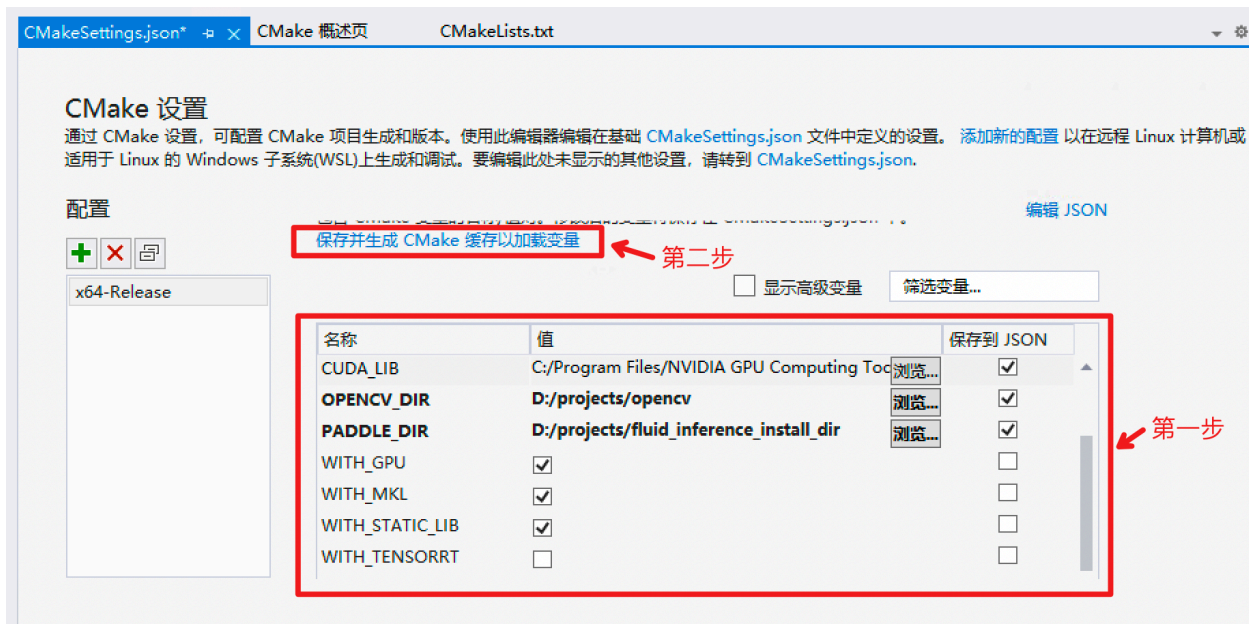 CMakeSettings.json*
CMake 概述页
CMakeLists.txt
CMake 设置
通过 CMake 设置，可配置 CMake 项目生成和版本。使用此编辑器编辑在基础 CMakeSettings.json 文件中定义的设置。 添加新的配置 以在远程 Linux 计算机或
适用于 Linux 的 Windows 子系统(WSL)上生成和调试。要编辑此处未显示的其他设置，请转到 CMakeSettings.json.
配置
编辑 JSON
保存并生成 CMake 缓存以加载变量
第二步
x64-Release
显示高级变量
筛选变量...
名称 值 保存到 JSON
CUDA_LIB C:/Program Files/NVIDIA GPU Computing Toc 浏览...
OPENCV_DIR D:/projects/opencv 浏览...
PADDLE_DIR D:/projects/fluid_inference_install_dir 浏览...
第一步
WITH_GPU
WITH_MKL
WITH_STATIC_LIB
WITH_TENSORRT